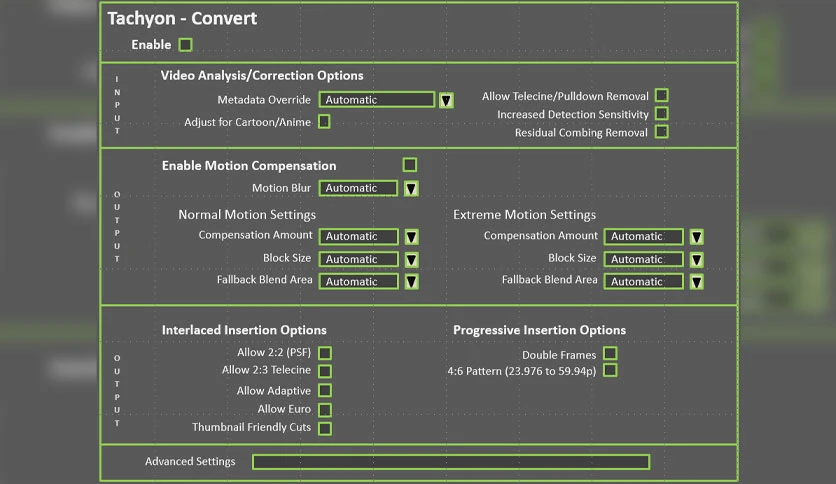 Tachyon - Convert
Enable
INPUT
Video Analysis/Correction Options
Metadata Override Automatic
Adjust for Cartoon/Anime
Allow Telecine/Pulldown Removal
Increased Detection Sensitivity
Residual Combing Removal
OUTPUT
Enable Motion Compensation
Motion Blur Automatic
Normal Motion Settings
Compensation Amount Automatic
Block Size Automatic
Fallback Blend Area Automatic
Extreme Motion Settings
Compensation Amount Automatic
Block Size Automatic
Fallback Blend Area Automatic
OUTPUT
Interlaced Insertion Options
Allow 2:2 (PSF)
Allow 2:3 Telecine
Allow Adaptive
Allow Euro
Thumbnail Friendly Cuts
Progressive Insertion Options
Double Frames
4:6 Pattern (23.976 to 59.94p)
Advanced Settings